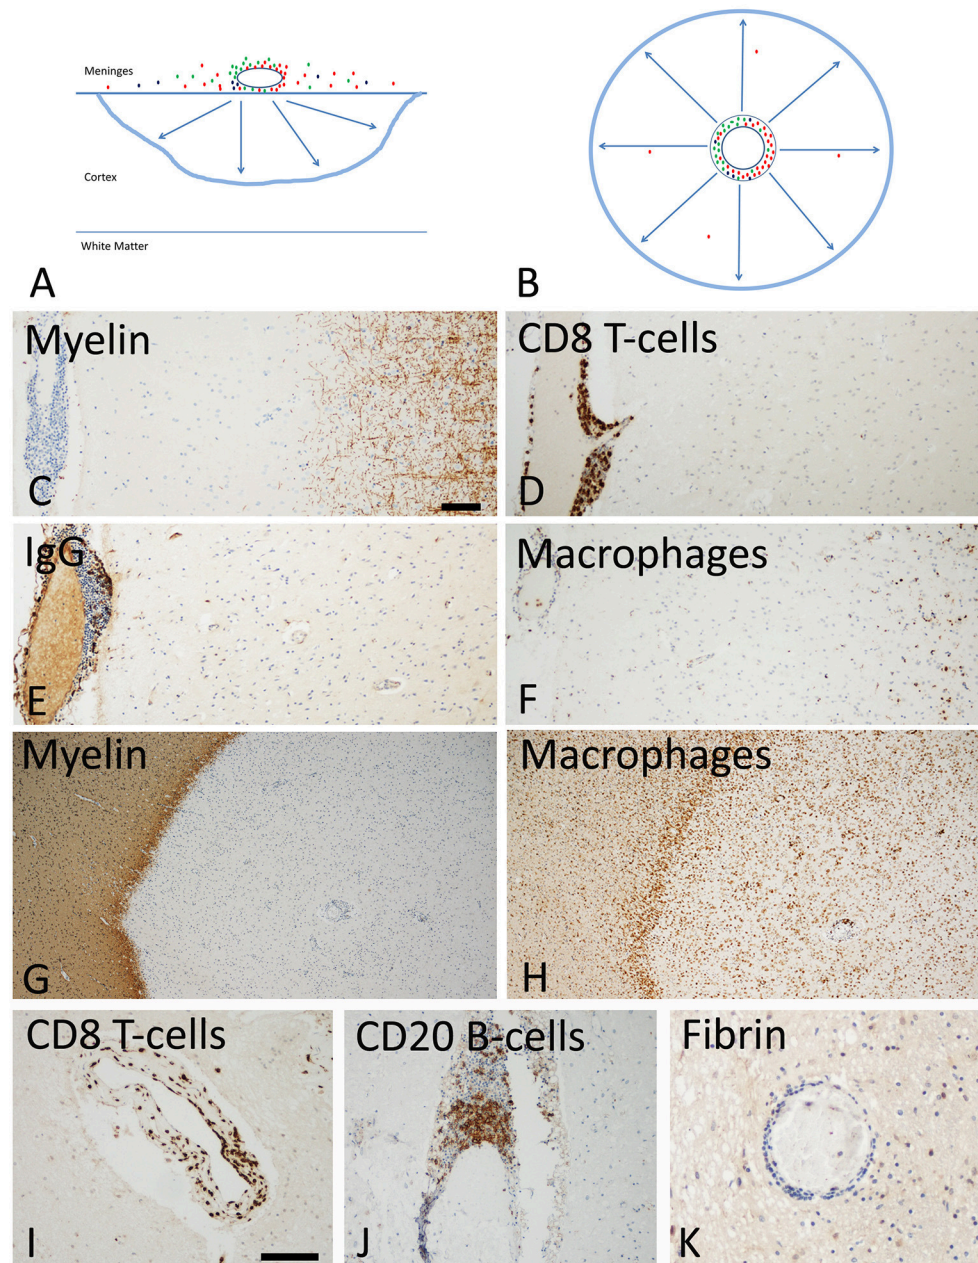 Meninges
Cortex
White Matter
A
B
Myelin
C
CD8 T-cells
D
IgG
E
Macrophages
F
Myelin
G
Macrophages
H
CD8 T-cells
I
CD20 B-cells
J
Fibrin
K